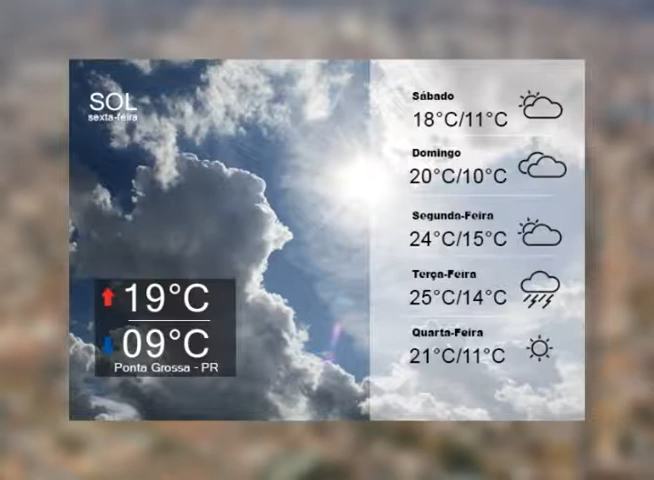 SOL
sexta-feira
19°C
09°C
Ponta Grossa - PR
Sábado
18°C/11°C
Domingo
20°C/10°C
Segunda-Feira
24°C/15°C
Terça-Feira
25°C/14°C
Quarta-Feira
21°C/11°C